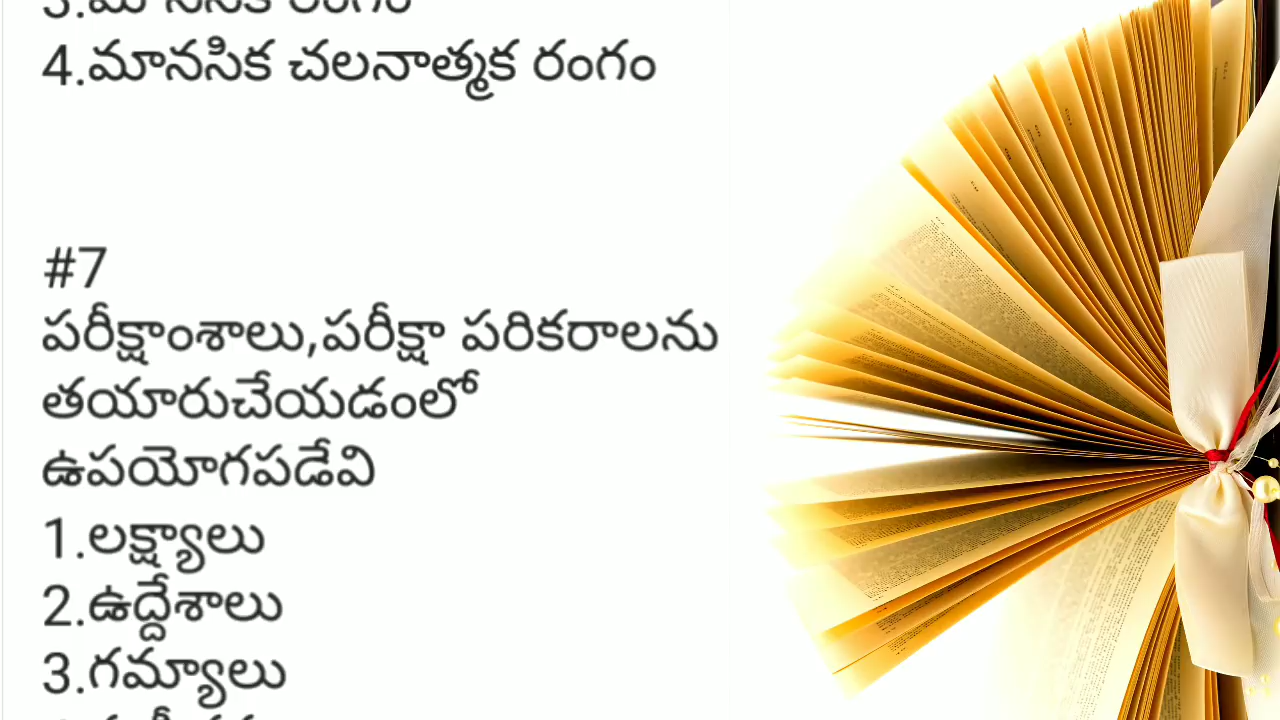 4.మానసిక చలనాత్మక రంగం
#7
పరీక్షాంశాలు,పరీక్షా పరికరాలను
తయారుచేయడంలో
ఉపయోగపడేవి
1.లక్ష్యాలు
2.ఉద్దేశాలు
3.గమ్యాలు